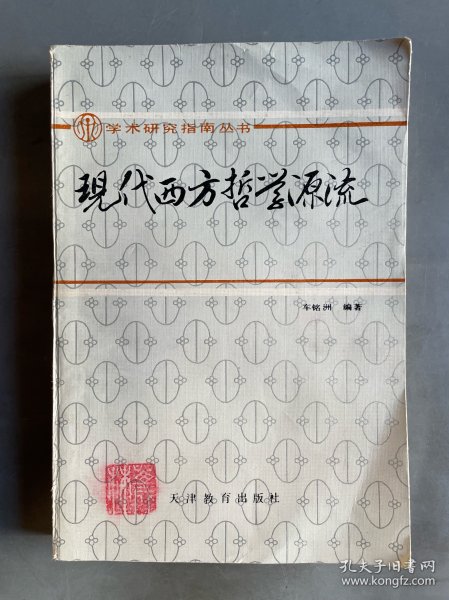 学术研究指南丛书
现代西方哲学源流
车铭洲 编著
天津教育出版社
孔夫子旧书网
www.kongfz.com